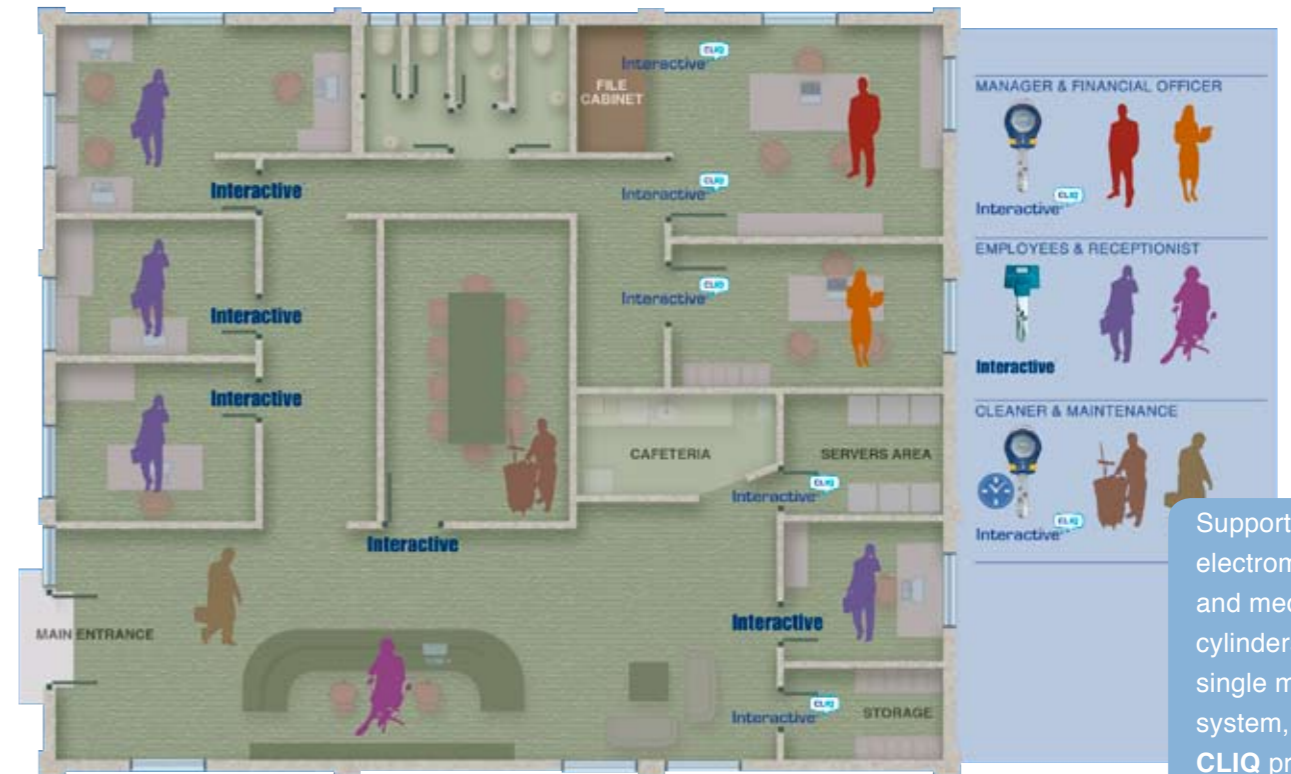 CLIQ
Interactive
FILE
CABINET
Interactive
CLIQ
Interactive
Interactive
CLIQ
Interactive
Interactive
CAFETERIA
SERVERS AREA
CLIQ
Interactive
Interactive
MAIN ENTRANCE
Interactive
CLIQ
Interactive
STORAGE
MANAGER & FINANCIAL OFFICER
CLIQ
Interactive
EMPLOYEES & RECEPTIONIST
Interactive
CLEANER & MAINTENANCE
CLIQ
Interactive
Support
electrom
and mec
cylinder
single m
system,
CLIQ pr